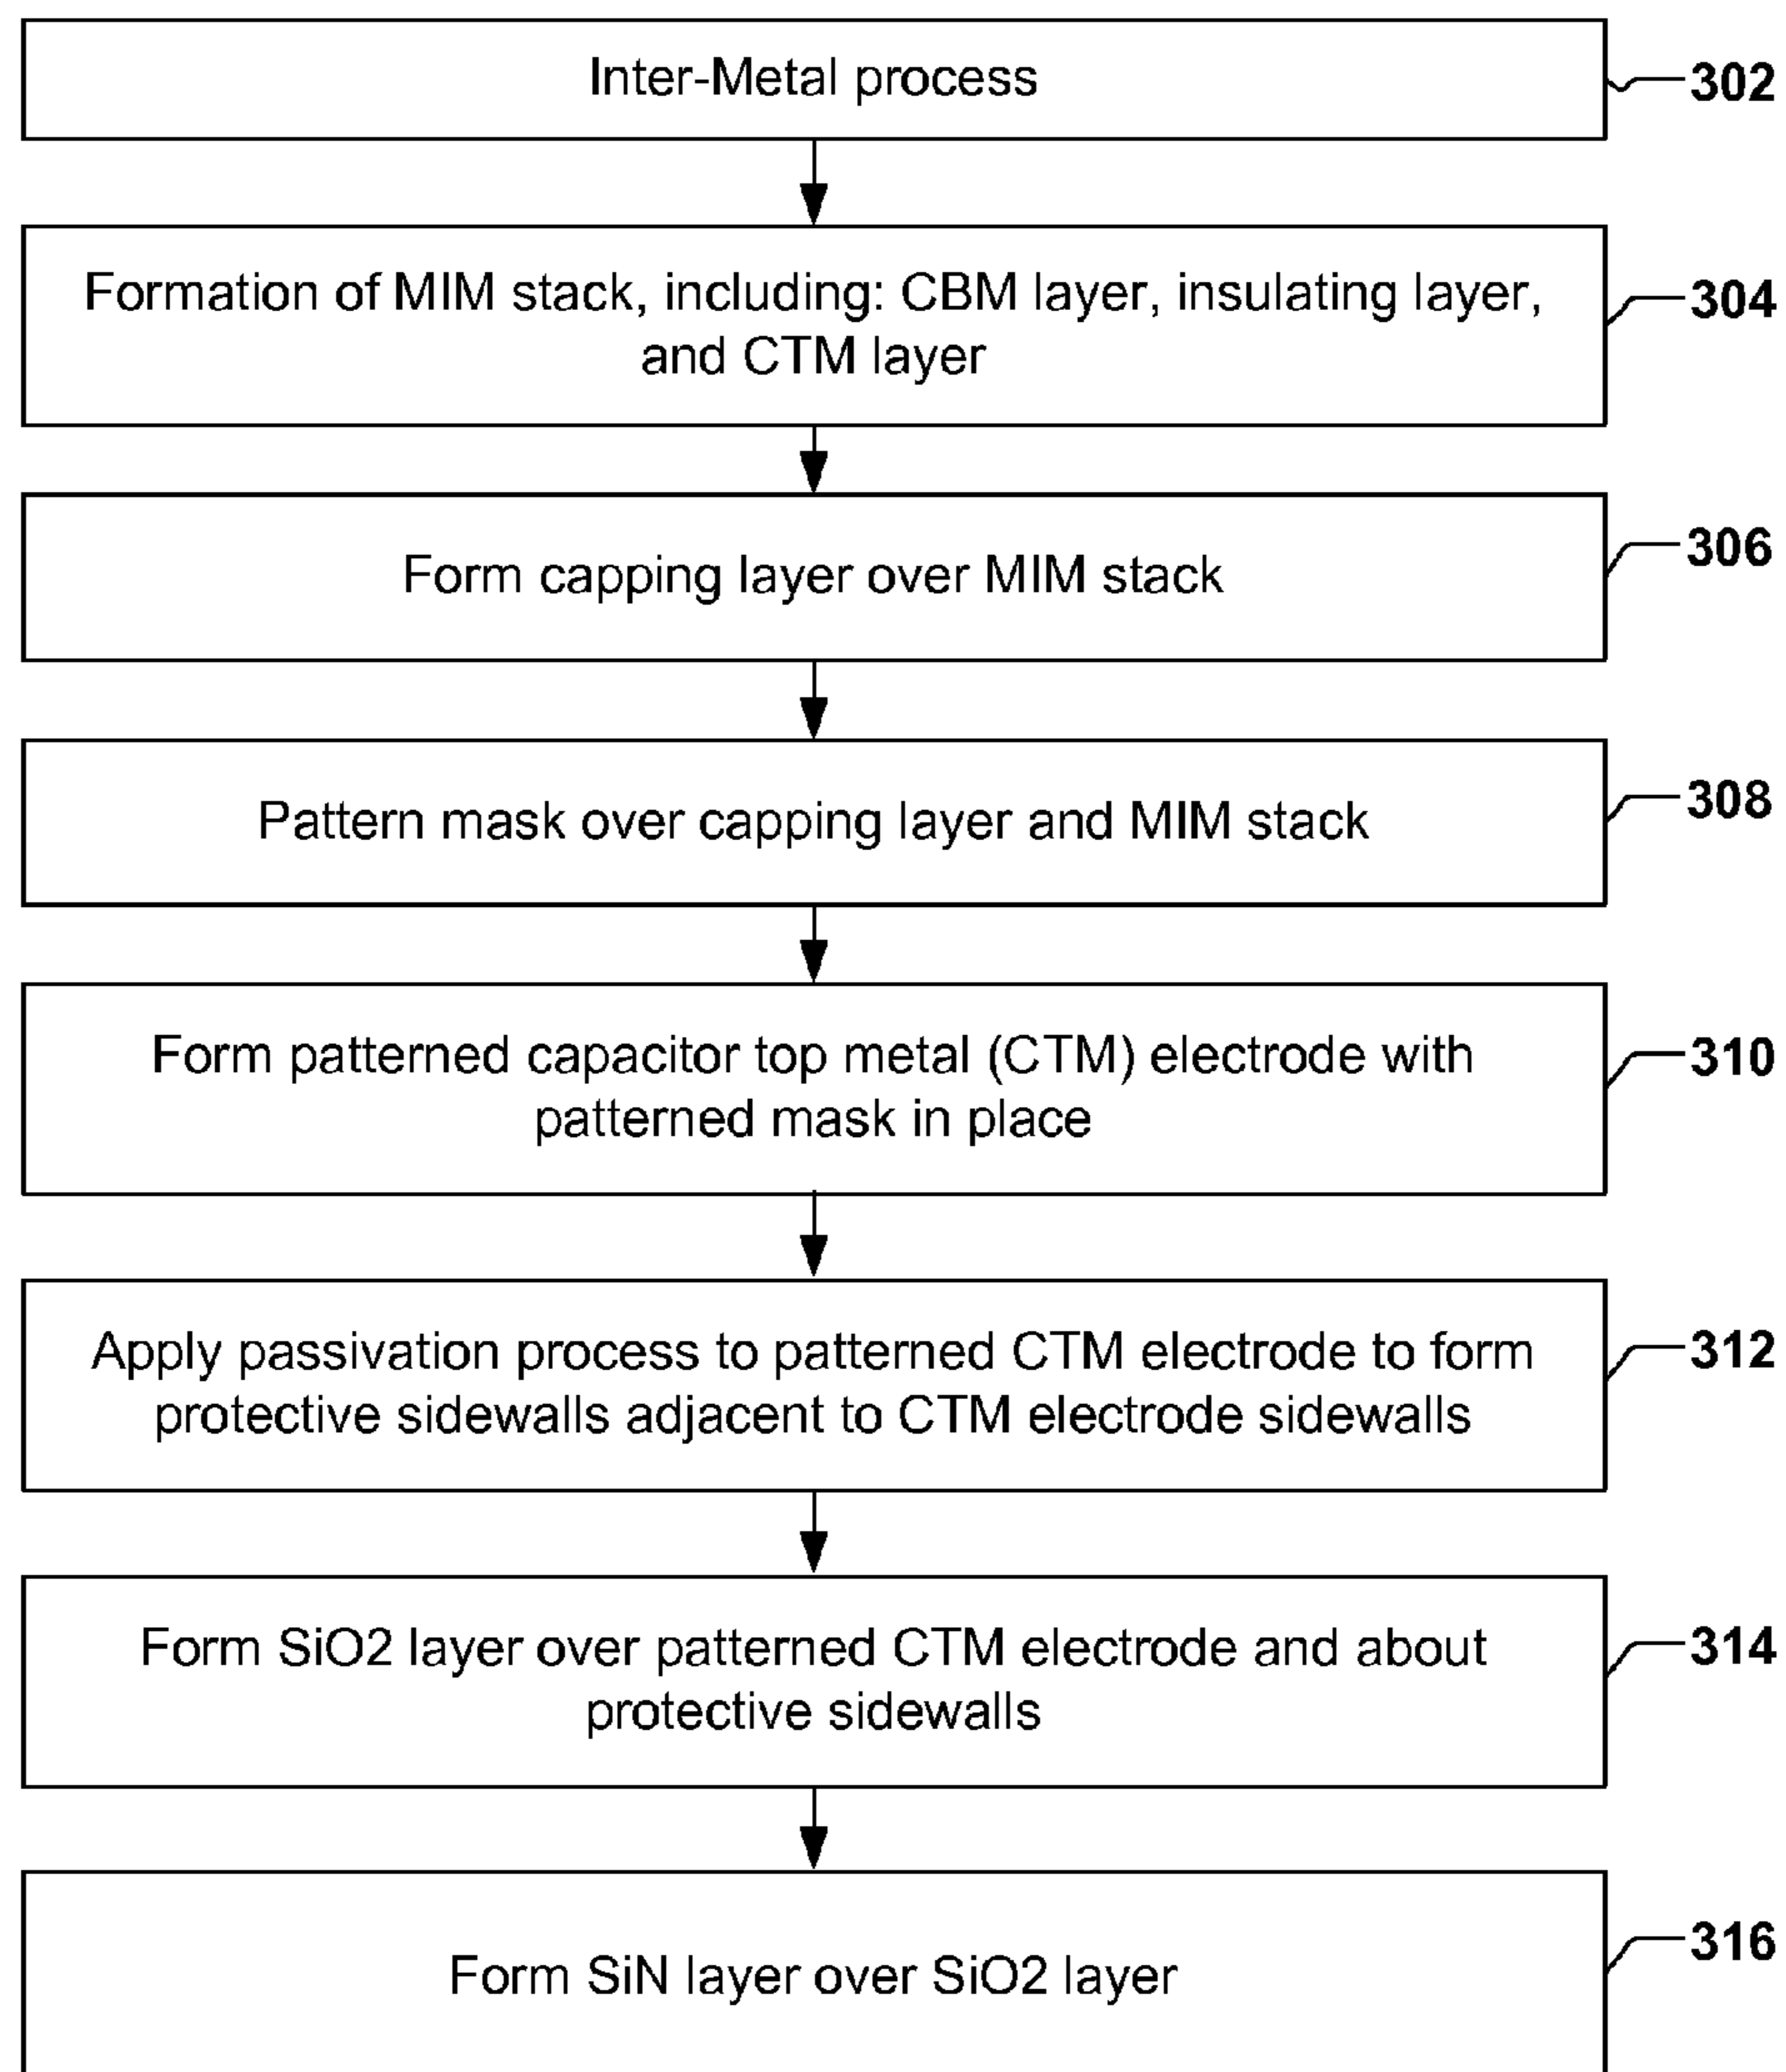 Inter-Metal process
302
Formation of MIM stack, including: CBM layer, insulating layer,
and CTM layer
304
Form capping layer over MIM stack
306
Pattern mask over capping layer and MIM stack
308
Form patterned capacitor top metal (CTM) electrode with
patterned mask in place
310
Apply passivation process to patterned CTM electrode to form
protective sidewalls adjacent to CTM electrode sidewalls
312
Form SiO2 layer over patterned CTM electrode and about
protective sidewalls
314
Form SiN layer over SiO2 layer
316